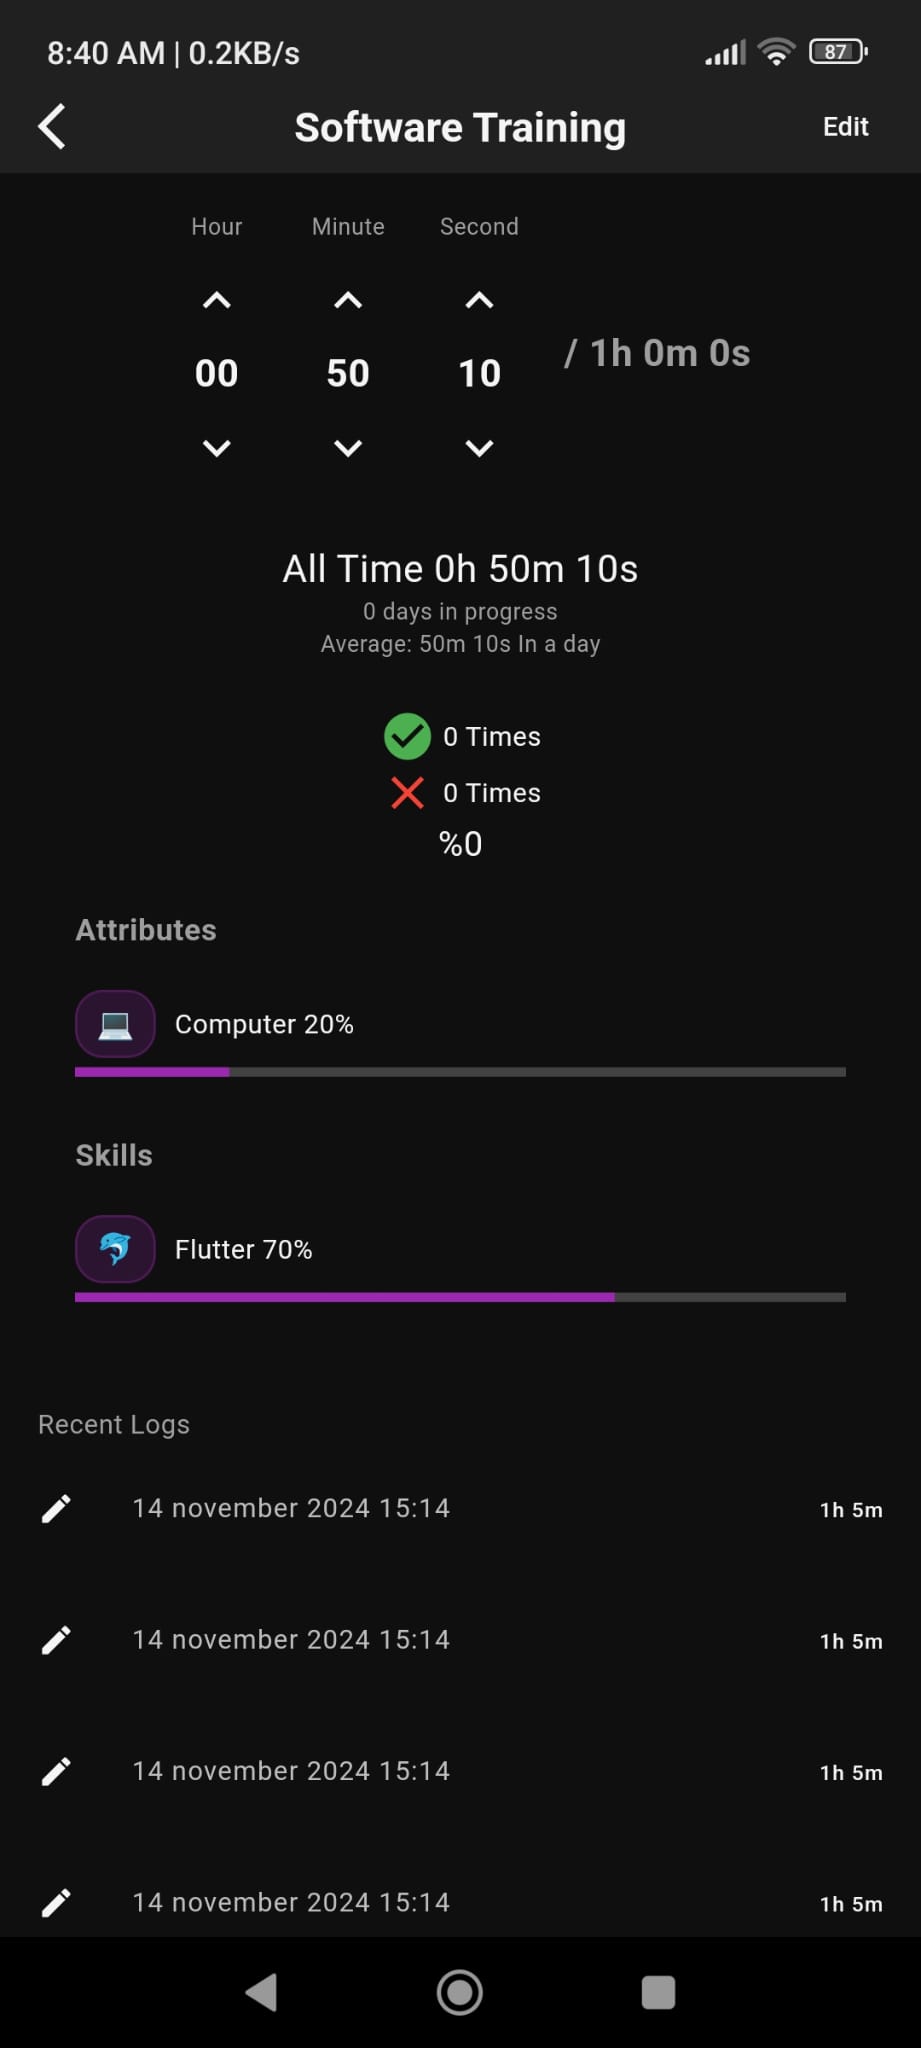 8:40 AM | 0.2KB/s 87
Software Training Edit
Hour Minute Second
00 50 10 / 1h 0m 0s
All Time 0h 50m 10s
0 days in progress
Average: 50m 10s In a day
0 Times
0 Times
%0
Attributes
Computer 20%
Skills
Flutter 70%
Recent Logs
14 november 2024 15:14 1h 5m
14 november 2024 15:14 1h 5m
14 november 2024 15:14 1h 5m
14 november 2024 15:14 1h 5m